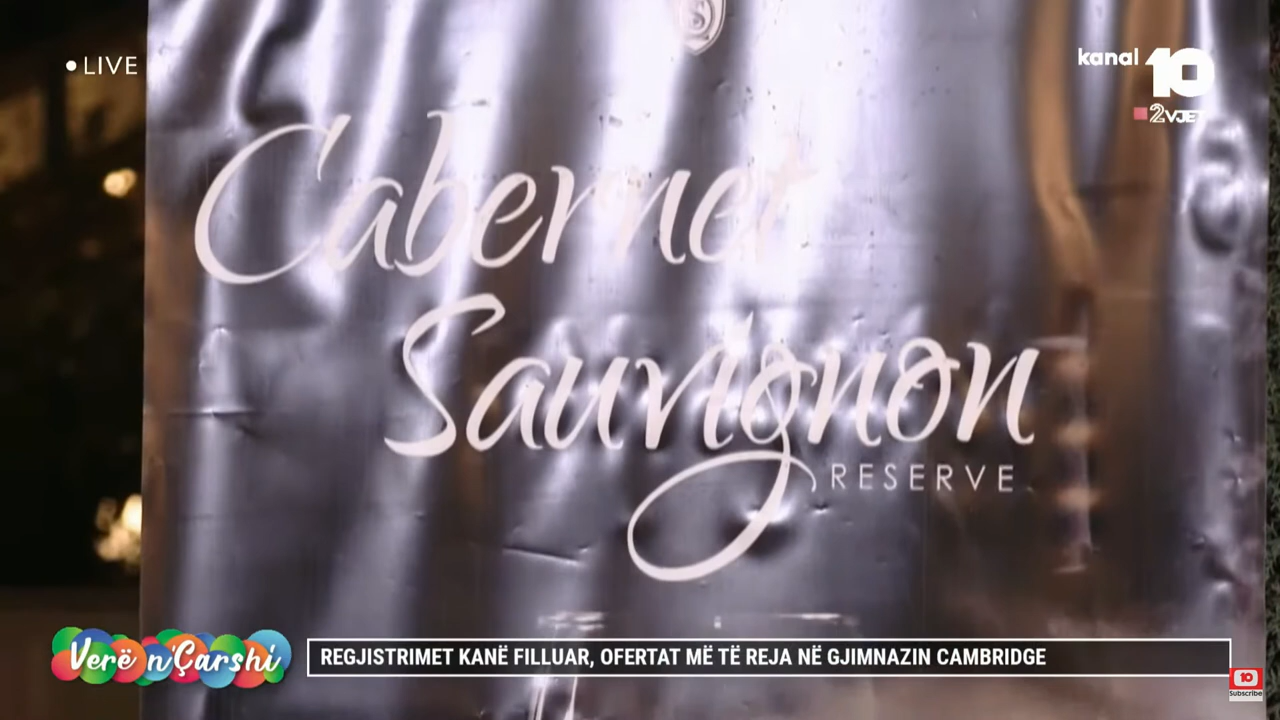 LIVE
kanal 10
2VJET
Cabernet
Sauvignon
RESERVE
Verë n'Çarshi
REGJISTRIMET KANË FILLUAR, OFERTAT MË TË REJA NË GJIMNAZIN CAMBRIDGE
10
Subscribe